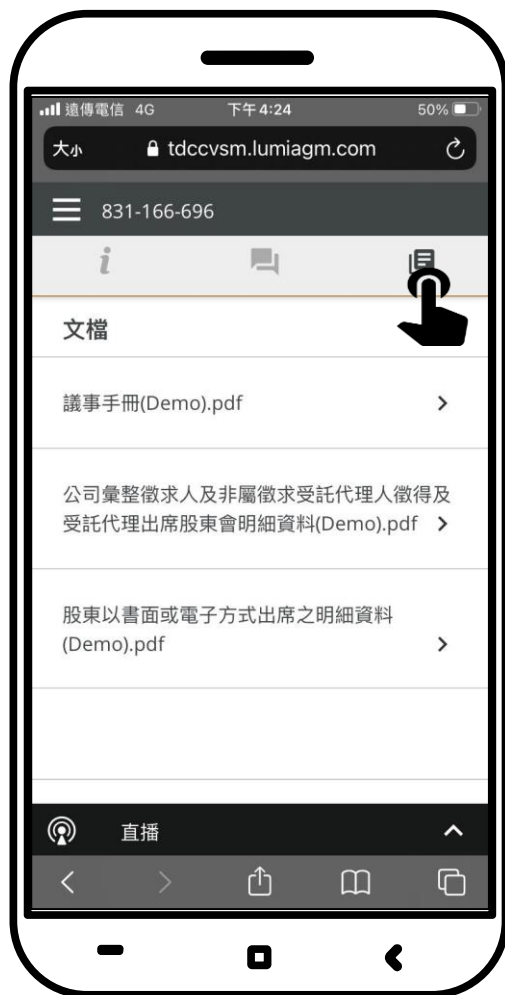 遠傳電信 4G 下午4:24 50%
大小 tdccvsm.lumiagm.com
831-166-696
i
文檔
議事手冊(Demo).pdf
公司彙整徵求人及非屬徵求受託代理人徵得及
受託代理出席股東會明細資料(Demo).pdf
股東以書面或電子方式出席之明細資料
(Demo).pdf
直播